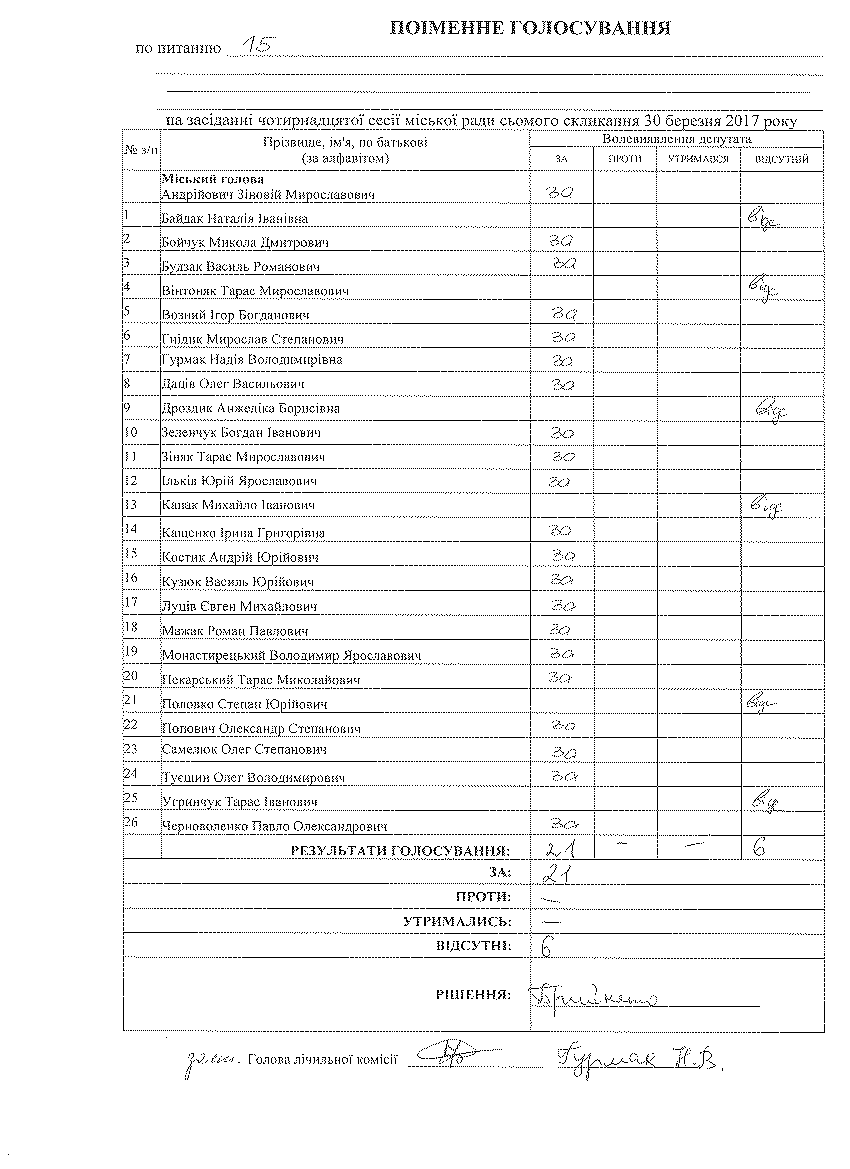 ПОІМЕННЕ ГОЛОСУВАННЯ
по питанню 15
на засіданні чотирнадцятої сесії міської ради сьомого скликання 30 березня 2017 року
№ з/п Прізвище, ім'я, по батькові (за алфавітом) Волевиявлення депутата
ЗА ПРОТИ УТРИМАВСЯ ВІДСУТНІЙ
Міський голова
Андрійович Зіновій Мирославович за
1 Байдак Наталія Іванівна відс
2 Бойчук Микола Дмитрович за
3 Будзак Василь Романович за
4 Вінтоняк Тарас Мирославович відс
5 Возний Ігор Богданович за
6 Гнідик Мирослав Степанович за
7 Гурмак Надія Володимирівна за
8 Даців Олег Васильович за
9 Дроздик Анжеліка Борисівна відс
10 Зеленчук Богдан Іванович за
11 Зіняк Тарас Мирославович за
12 Ільків Юрій Ярославович за
13 Капак Михайло Іванович відс
14 Кащенко Ірина Григорівна за
15 Костик Андрій Юрійович за
16 Кузюк Василь Юрійович за
17 Луців Євген Михайлович за
18 Мажак Роман Павлович за
19 Монастирецький Володимир Ярославович за
20 Пекарський Тарас Миколайович за
21 Половко Степан Юрійович відс
22 Попович Олександр Степанович за
23 Самелюк Олег Степанович за
24 Туєшин Олег Володимирович за
25 Угринчук Тарас Іванович від
26 Черноволенко Павло Олександрович за
РЕЗУЛЬТАТИ ГОЛОСУВАННЯ: 21 – – 6
ЗА: 21
ПРОТИ: —
УТРИМАЛИСЬ: —
ВІДСУТНІ: 6
РІШЕННЯ: Прийнято
Голова лічильної комісії Гурмак Н.В.